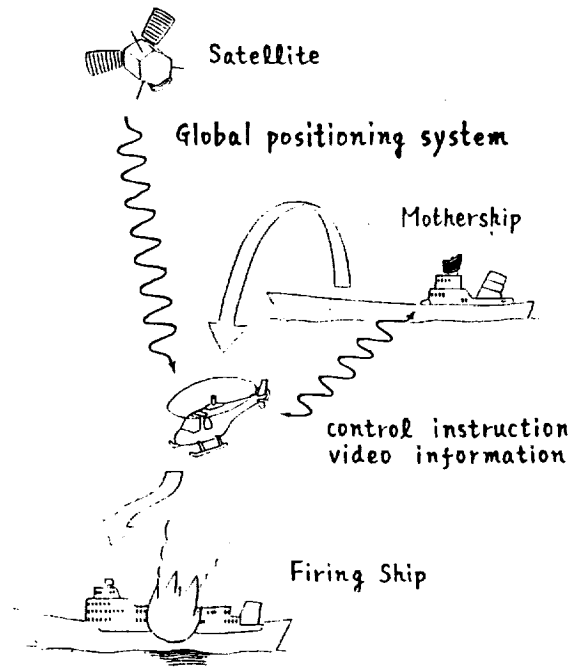 Satellite
Global positioning system
Mothership
control instruction
video information
Firing Ship